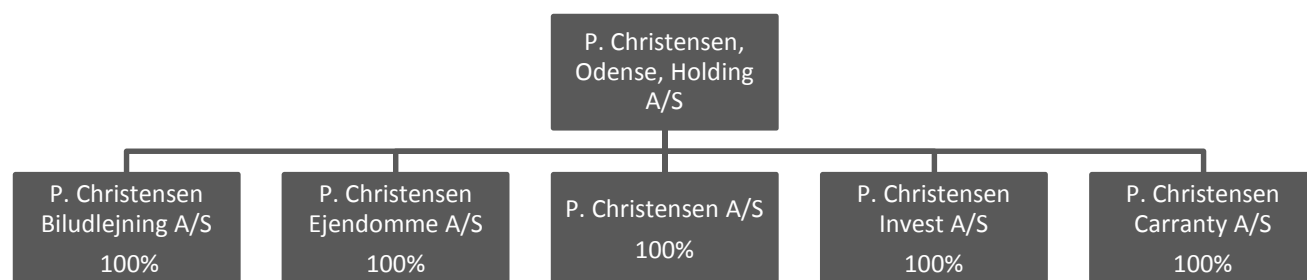 P. Christensen,
Odense, Holding
A/S
P. Christensen
Biludlejning A/S
100%
P. Christensen
Ejendomme A/S
100%
P. Christensen A/S
100%
P. Christensen
Invest A/S
100%
P. Christensen
Carranty A/S
100%